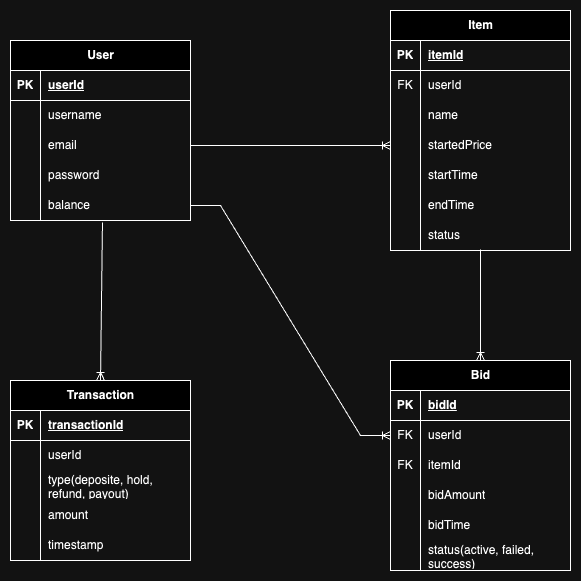 User
PK userId
username
email
password
balance
Item
PK itemId
FK userId
name
startedPrice
startTime
endTime
status
Transaction
PK transactionId
userId
type(deposite, hold,
refund, payout)
amount
timestamp
Bid
PK bidId
FK userId
FK itemId
bidAmount
bidTime
status(active, failed,
success)